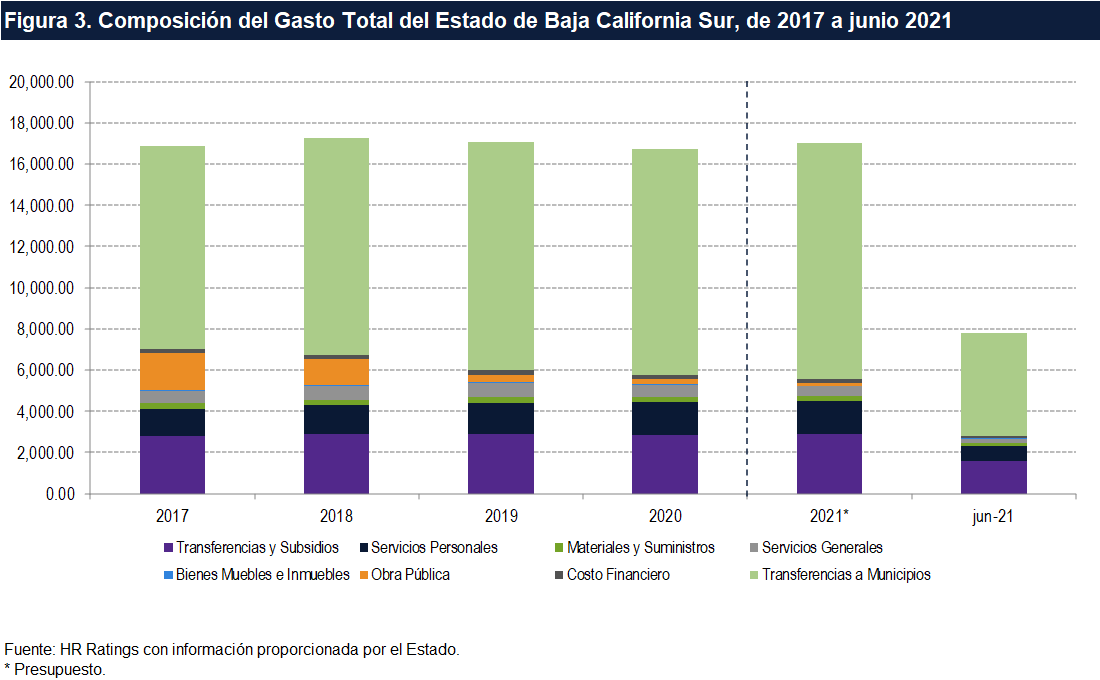 Figura 3. Composición del Gasto Total del Estado de Baja California Sur, de 2017 a junio 2021
20,000.00
18,000.00
16,000.00
14,000.00
12,000.00
10,000.00
8,000.00
6,000.00
4,000.00
2,000.00
0.00
2017 2018 2019 2020 2021* jun-21
Transferencias y Subsidios Servicios Personales Materiales y Suministros Servicios Generales
Bienes Muebles e Inmuebles Obra Pública Costo Financiero Transferencias a Municipios
Fuente: HR Ratings con información proporcionada por el Estado.
* Presupuesto.